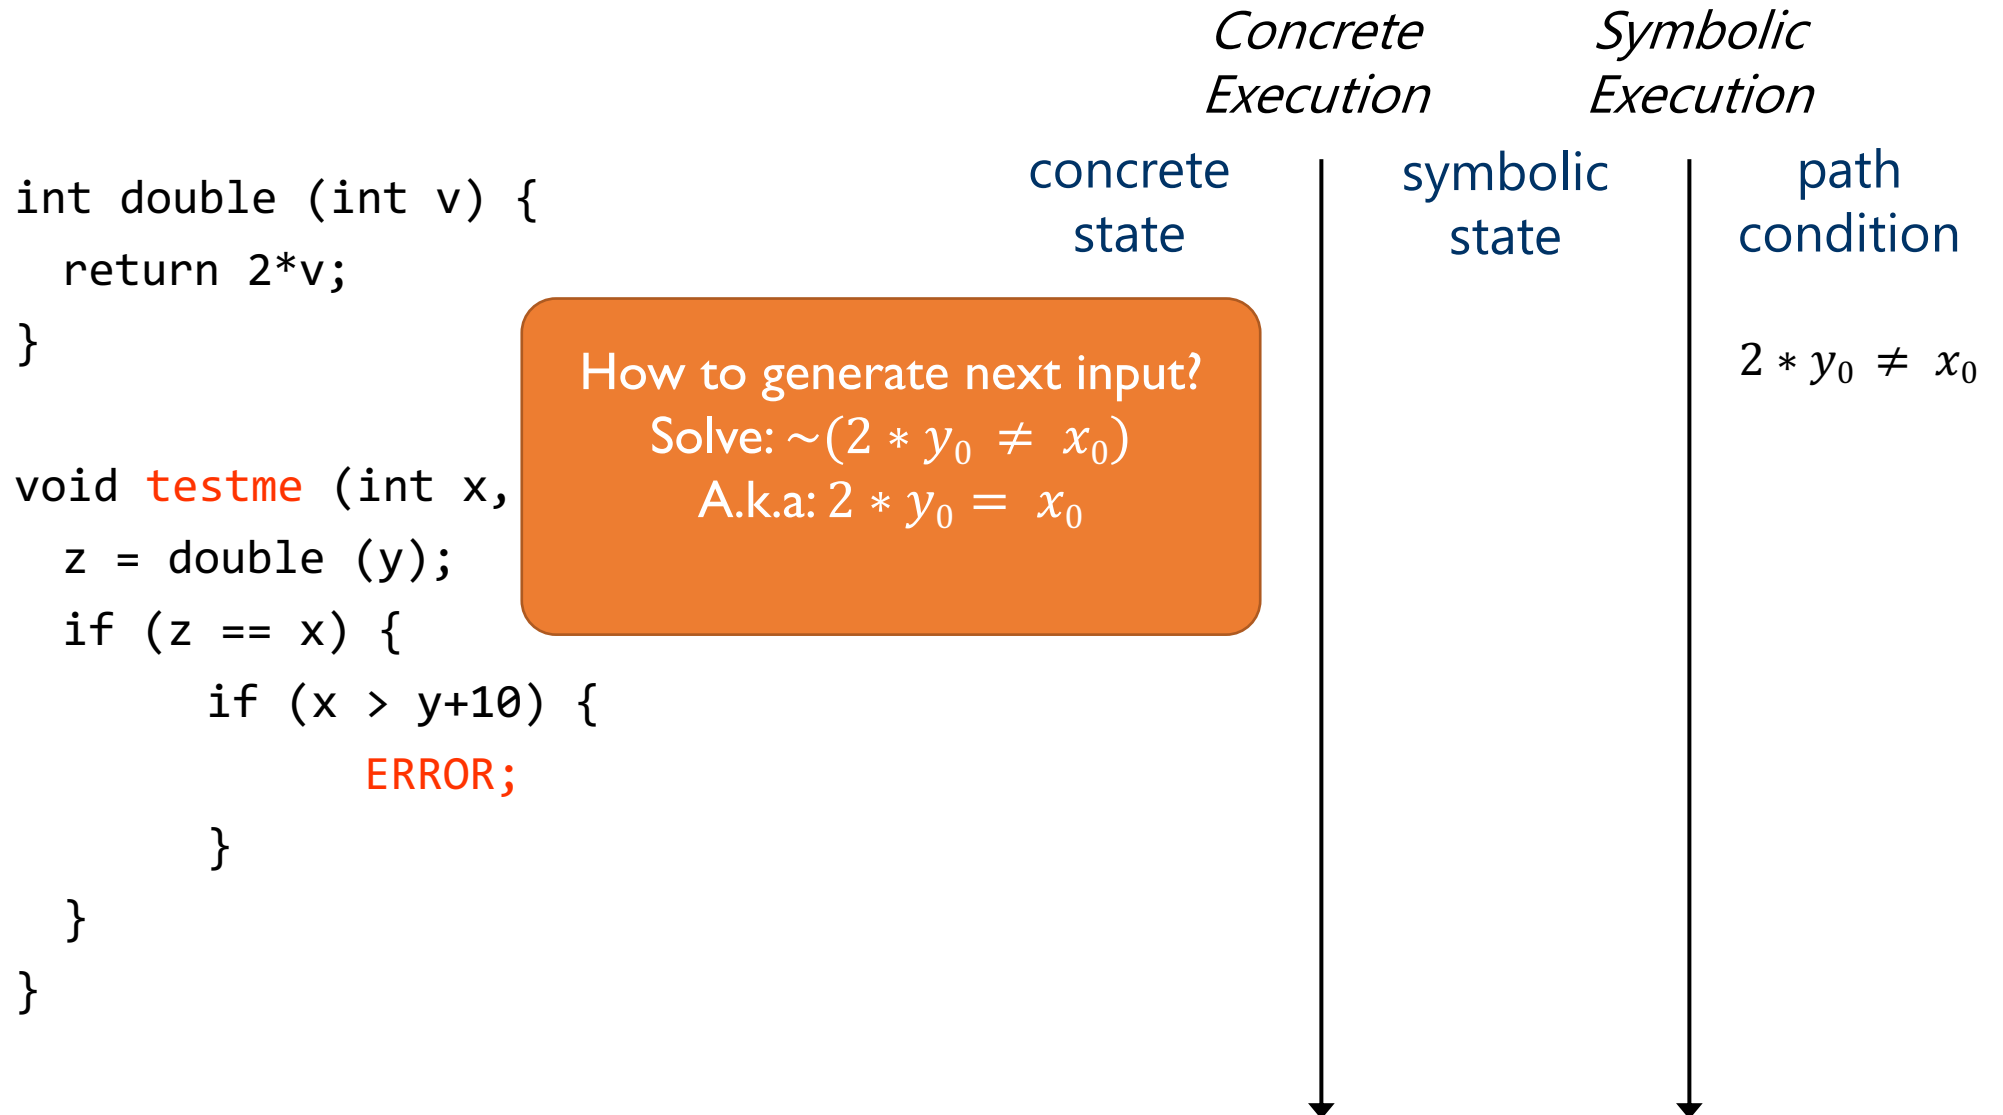 Concrete Execution
Symbolic Execution
concrete state
symbolic state
path condition
int double (int v) {
return 2*v;
}
void testme (int x,
z = double (y);
if (z == x) {
if (x > y+10) {
ERROR;
}
}
}
How to generate next input?
Solve: ~(2 ∗ y₀ ≠ x₀)
A.k.a: 2 ∗ y₀ = x₀
2 ∗ y₀ ≠ x₀